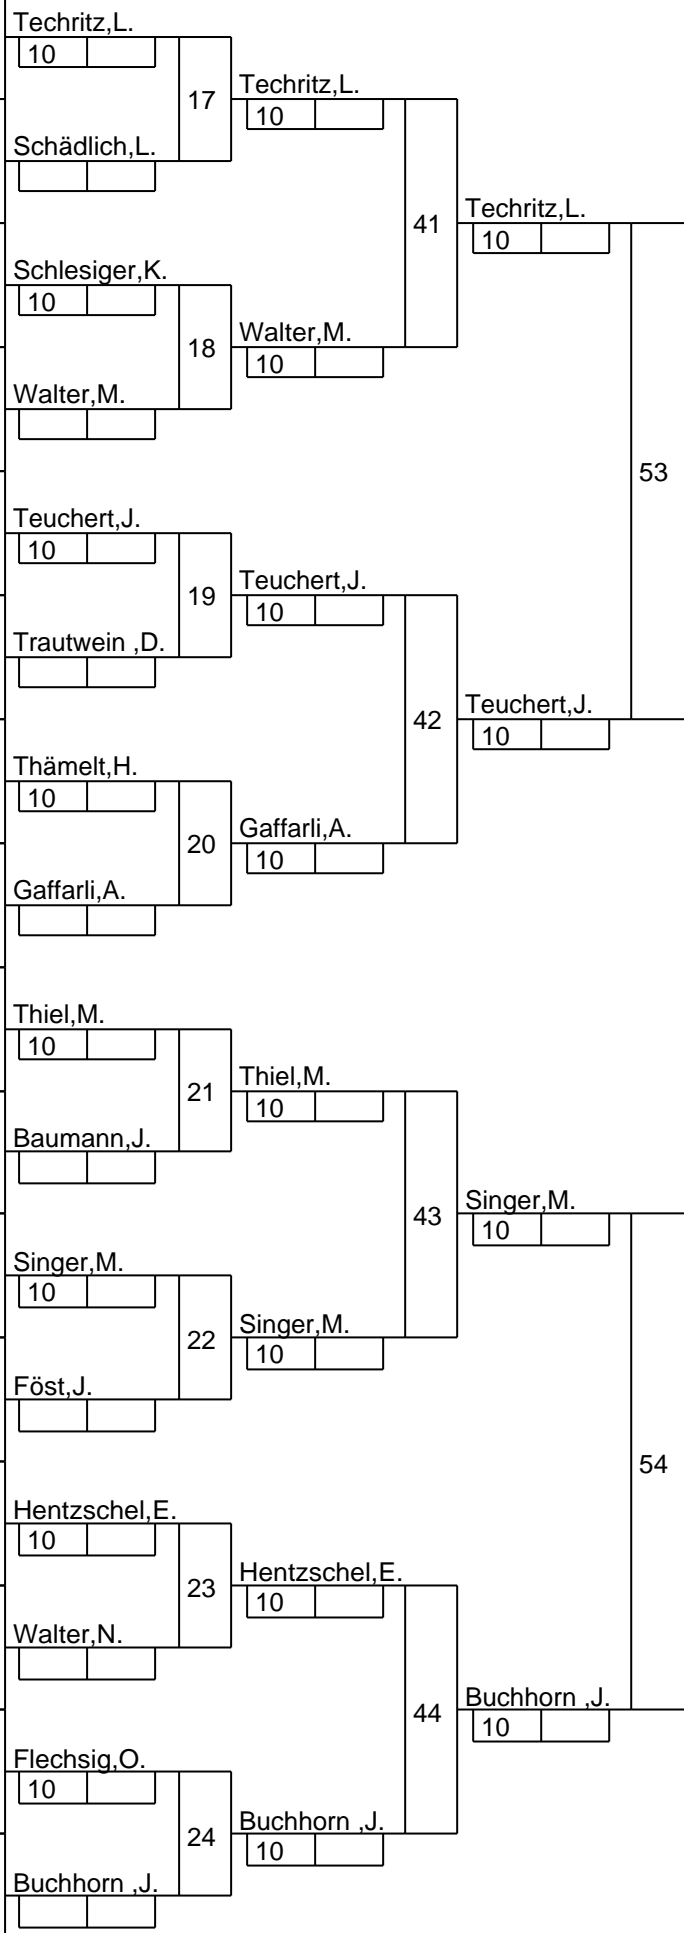 Techritz,L.
10
17
Techritz,L.
10
Schädlich,L.
41
Techritz,L.
10
Schlesiger,K.
10
18
Walter,M.
10
Walter,M.
53
Teuchert,J.
10
19
Teuchert,J.
10
Trautwein ,D.
42
Teuchert,J.
10
Thämelt,H.
10
20
Gaffarli,A.
10
Gaffarli,A.
Thiel,M.
10
21
Thiel,M.
10
Baumann,J.
43
Singer,M.
10
Singer,M.
10
22
Singer,M.
10
Föst,J.
54
Hentzschel,E.
10
23
Hentzschel,E.
10
Walter,N.
44
Buchhorn ,J.
10
Flechsig,O.
10
24
Buchhorn ,J.
10
Buchhorn ,J.